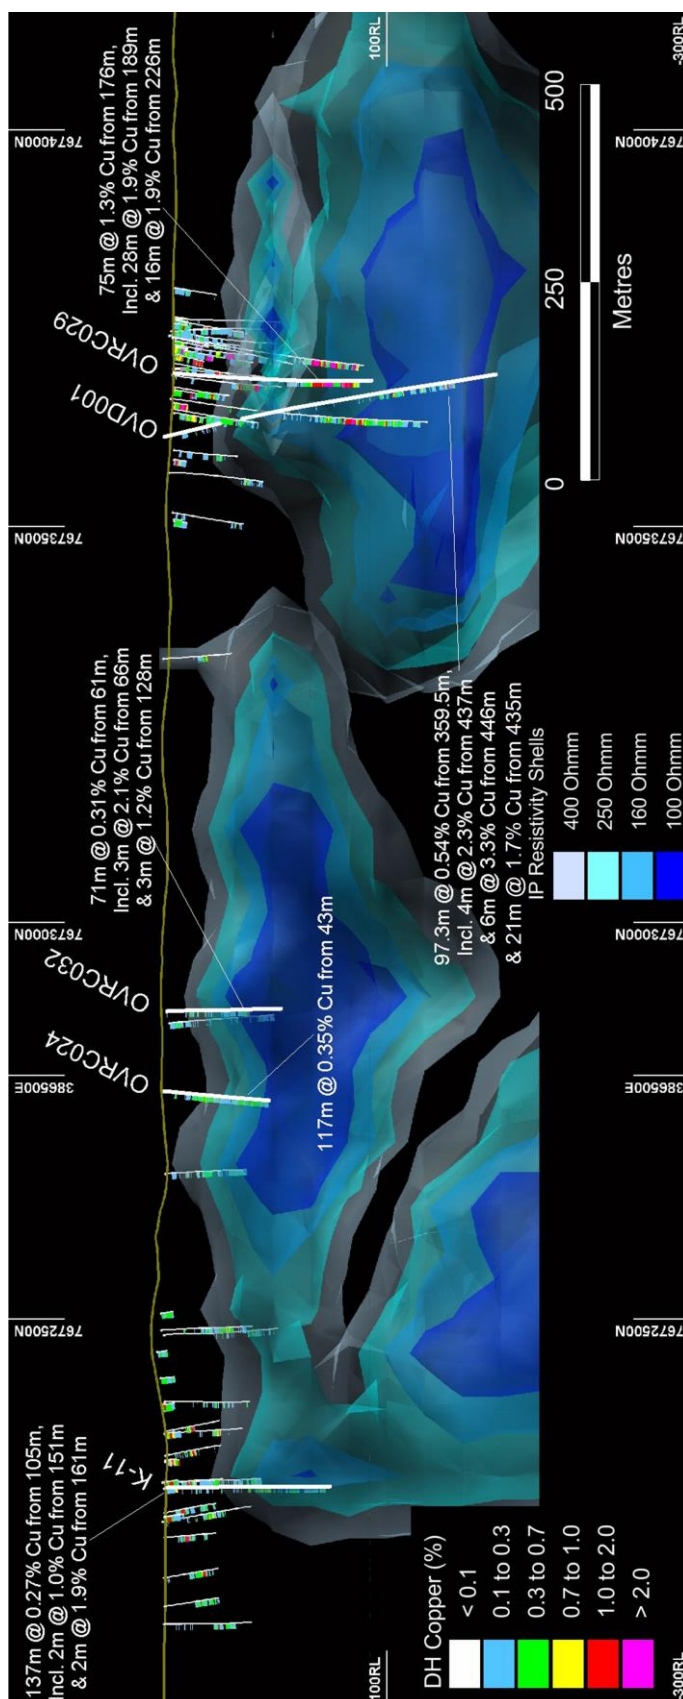 137m @ 0.27% Cu from 105m,
Incl. 2m @ 1.0% Cu from 151m
& 2m @ 1.9% Cu from 161m
K-11
OVRC024
OVRC032
71m @ 0.31% Cu from 61m,
Incl. 3m @ 2.1% Cu from 66m
& 3m @ 1.2% Cu from 128m
OVD001
OVRC029
75m @ 1.3% Cu from 176m,
Incl. 28m @ 1.9% Cu from 189m
& 16m @ 1.9% Cu from 226m
7672500N
386500E
7673000N
7673500N
7674000N
117m @ 0.35% Cu from 43m
100RL
100RL
97.3m @ 0.54% Cu from 359.5m,
Incl. 4m @ 2.3% Cu from 437m
& 6m @ 3.3% Cu from 446m
& 21m @ 1.7% Cu from 435m
DH Copper (%)
< 0.1
0.1 to 0.3
0.3 to 0.7
0.7 to 1.0
1.0 to 2.0
> 2.0
IP Resistivity Shells
400 Ohmm
250 Ohmm
160 Ohmm
100 Ohmm
0
250
500
Metres
-300RL
7672500N
7673000N
7673500N
7674000N
-300RL